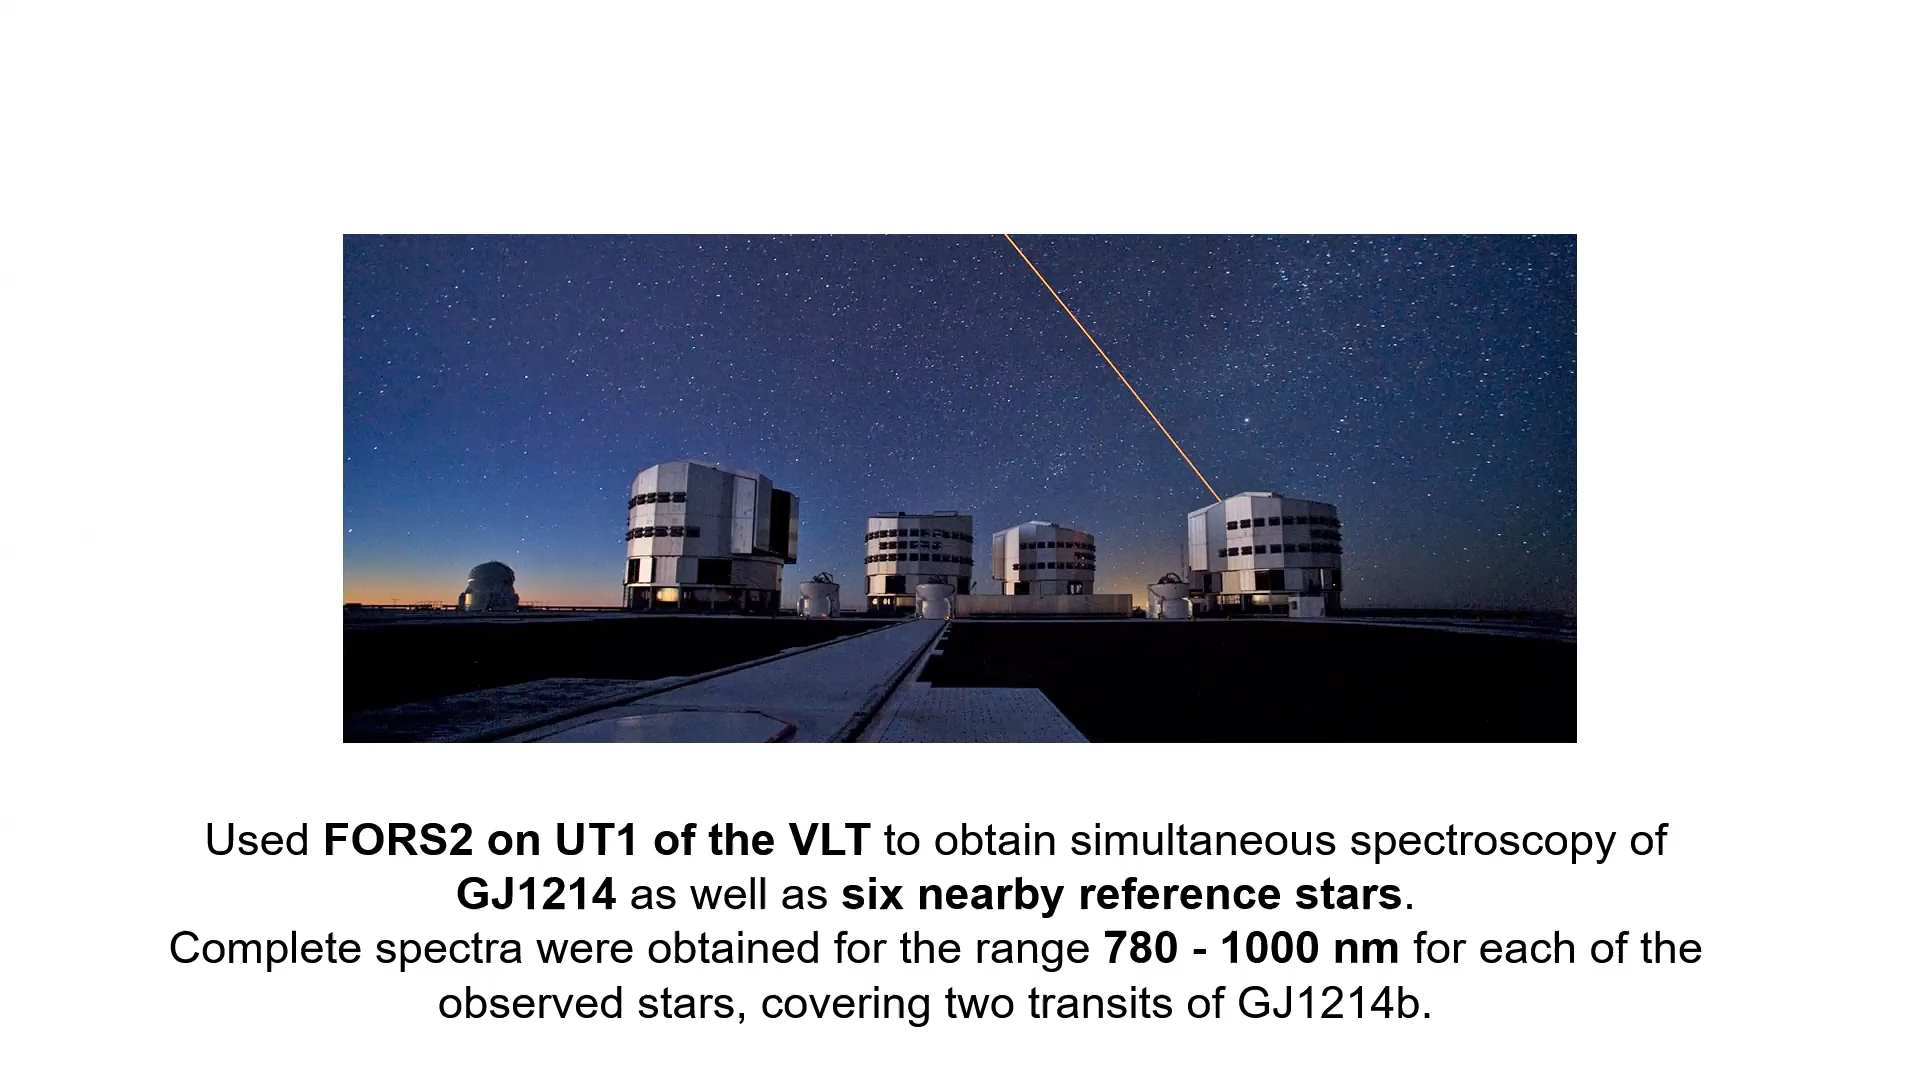 Used FORS2 on UT1 of the VLT to obtain simultaneous spectroscopy of
GJ1214 as well as six nearby reference stars.
Complete spectra were obtained for the range 780 - 1000 nm for each of the
observed stars, covering two transits of GJ1214b.